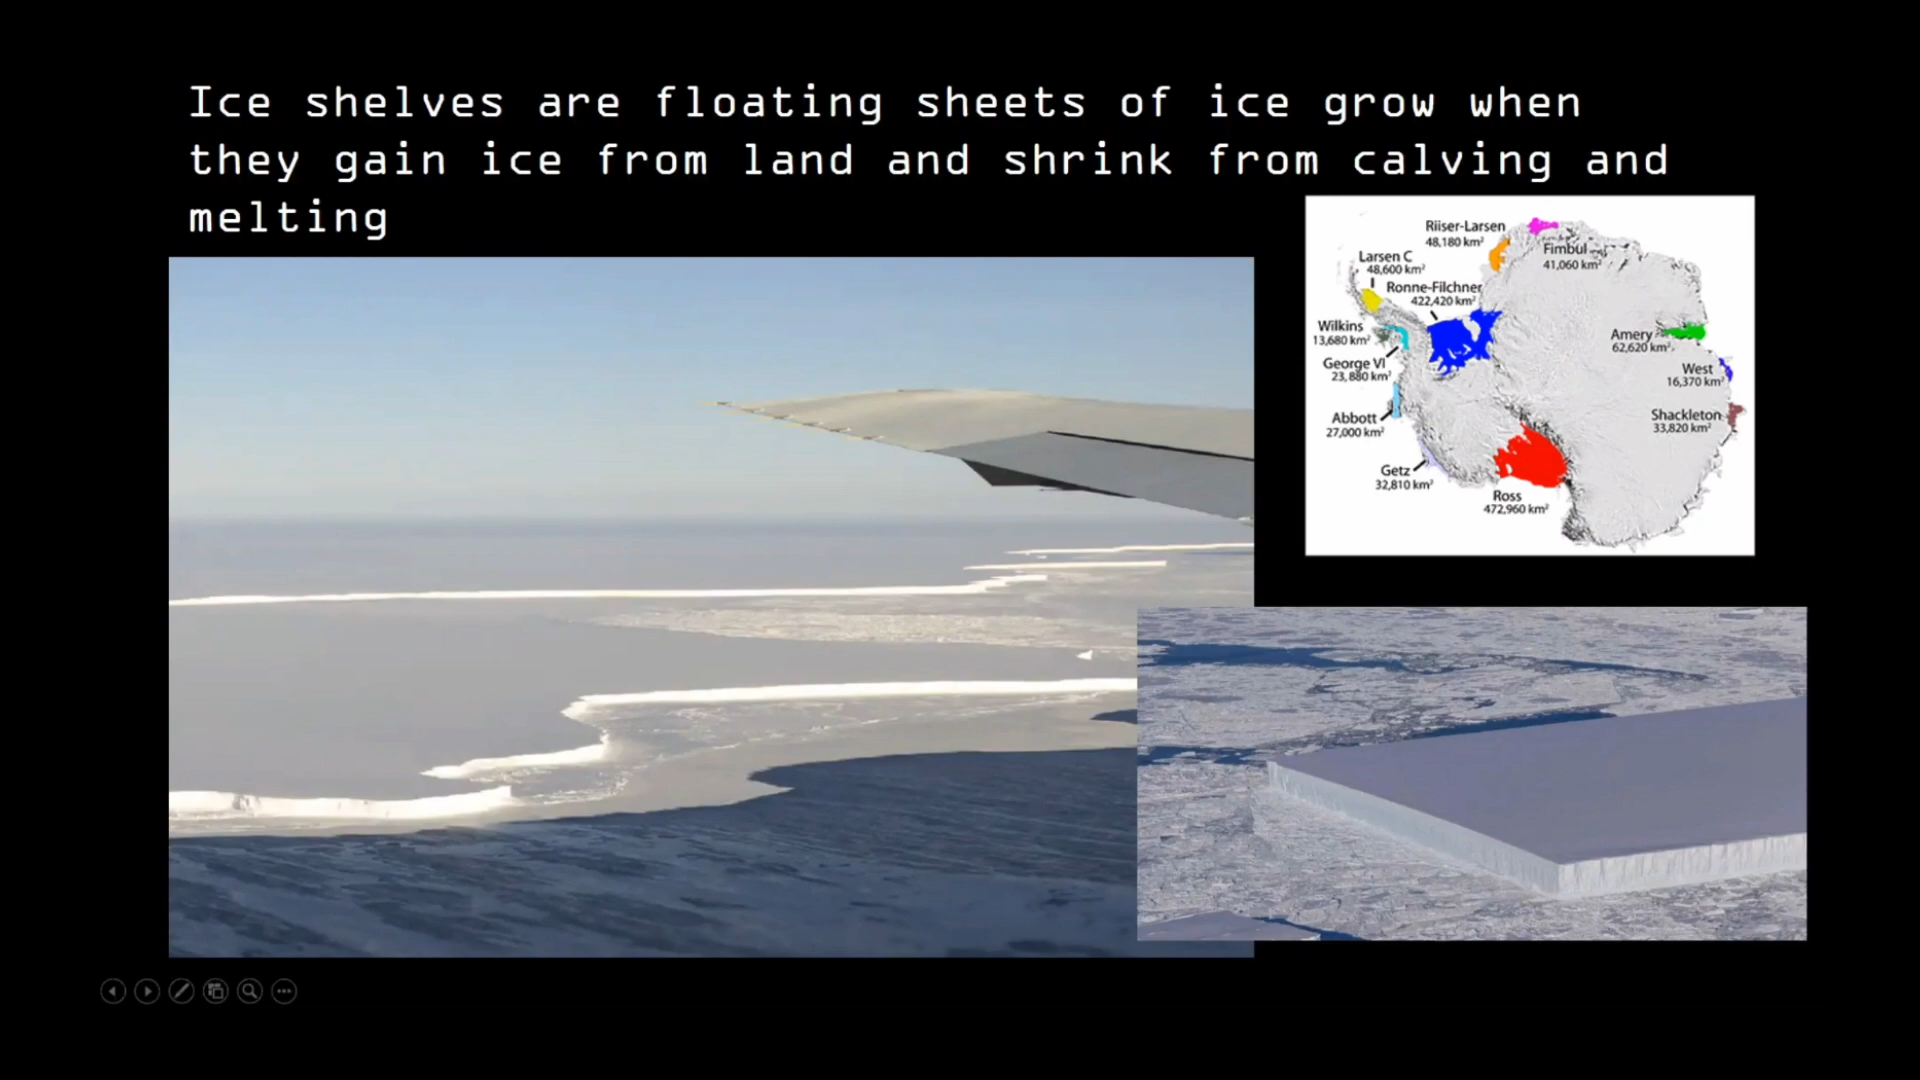 Ice shelves are floating sheets of ice grow when
they gain ice from land and shrink from calving and
melting
Riiser-Larsen
48,180 km²
Fimbul
41,060 km²
Larsen C
48,600 km²
Ronne-Filchner
422,420 km²
Wilkins
13,680 km²
George VI
23,880 km²
Amery
62,620 km²
West
16,370 km²
Abbott
27,000 km²
Shackleton
33,820 km²
Getz
32,810 km²
Ross
472,960 km²